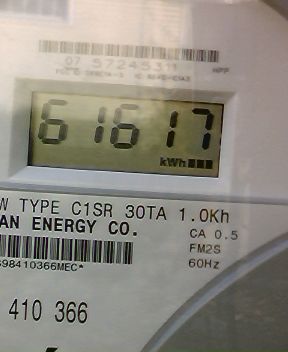 07 57245311
61617
kWh
W TYPE C1SR 30TA 1.0Kh
AN ENERGY CO.
CA 0.5
FM2S
698410366MEC*
60Hz
410 366